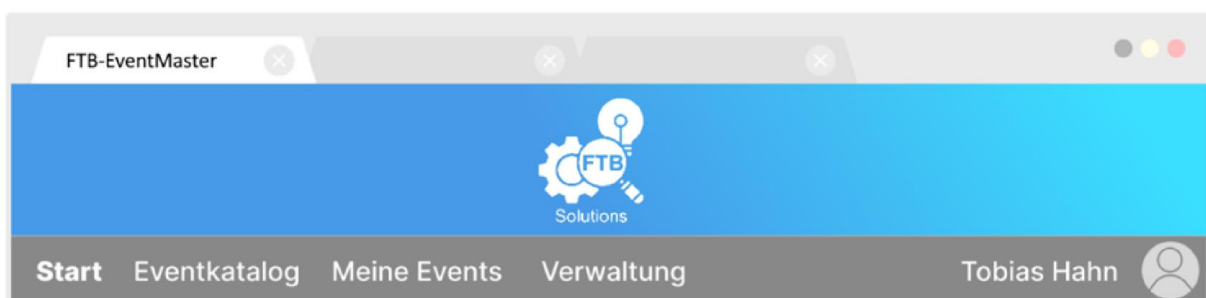 FTB-EventMaster
FTB
Solutions
Start Eventkatalog Meine Events Verwaltung Tobias Hahn